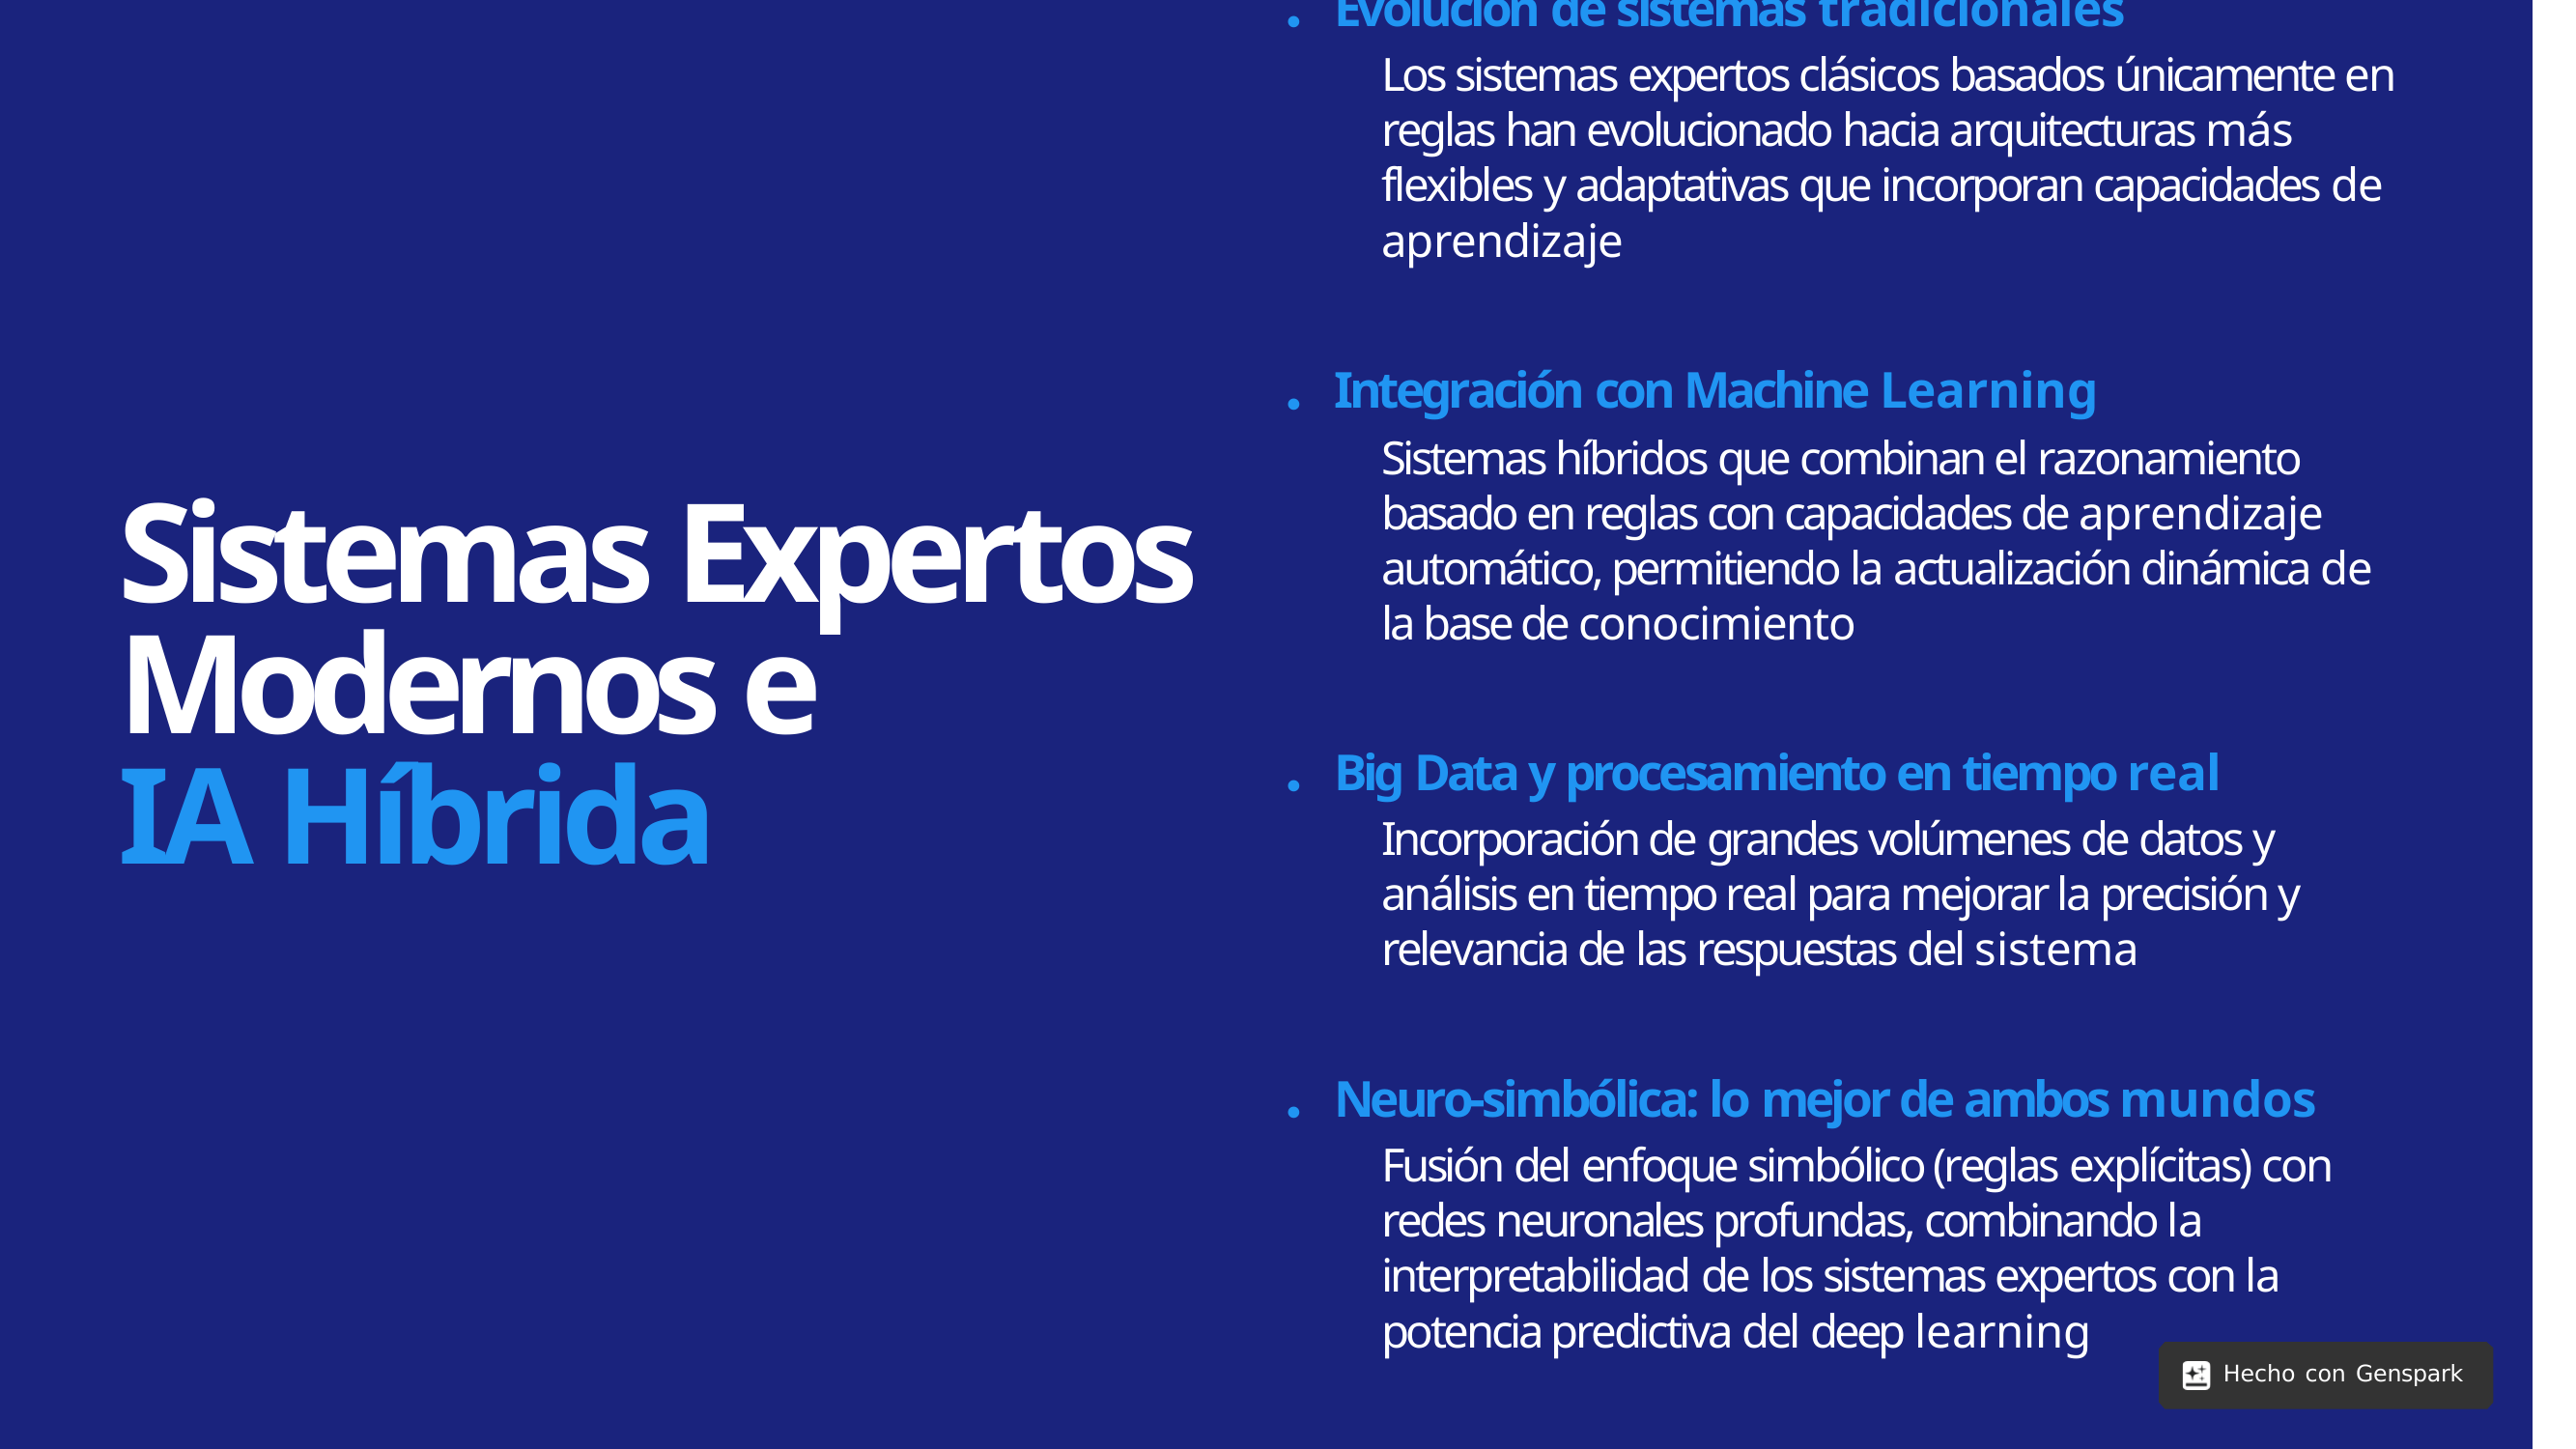 Sistemas Expertos
Modernos e
IA Híbrida
• Evolución de sistemas tradicionales
Los sistemas expertos clásicos basados únicamente en
reglas han evolucionado hacia arquitecturas más
flexibles y adaptativas que incorporan capacidades de
aprendizaje
• Integración con Machine Learning
Sistemas híbridos que combinan el razonamiento
basado en reglas con capacidades de aprendizaje
automático, permitiendo la actualización dinámica de
la base de conocimiento
• Big Data y procesamiento en tiempo real
Incorporación de grandes volúmenes de datos y
análisis en tiempo real para mejorar la precisión y
relevancia de las respuestas del sistema
• Neuro-simbólica: lo mejor de ambos mundos
Fusión del enfoque simbólico (reglas explícitas) con
redes neuronales profundas, combinando la
interpretabilidad de los sistemas expertos con la
potencia predictiva del deep learning
Hecho con Genspark